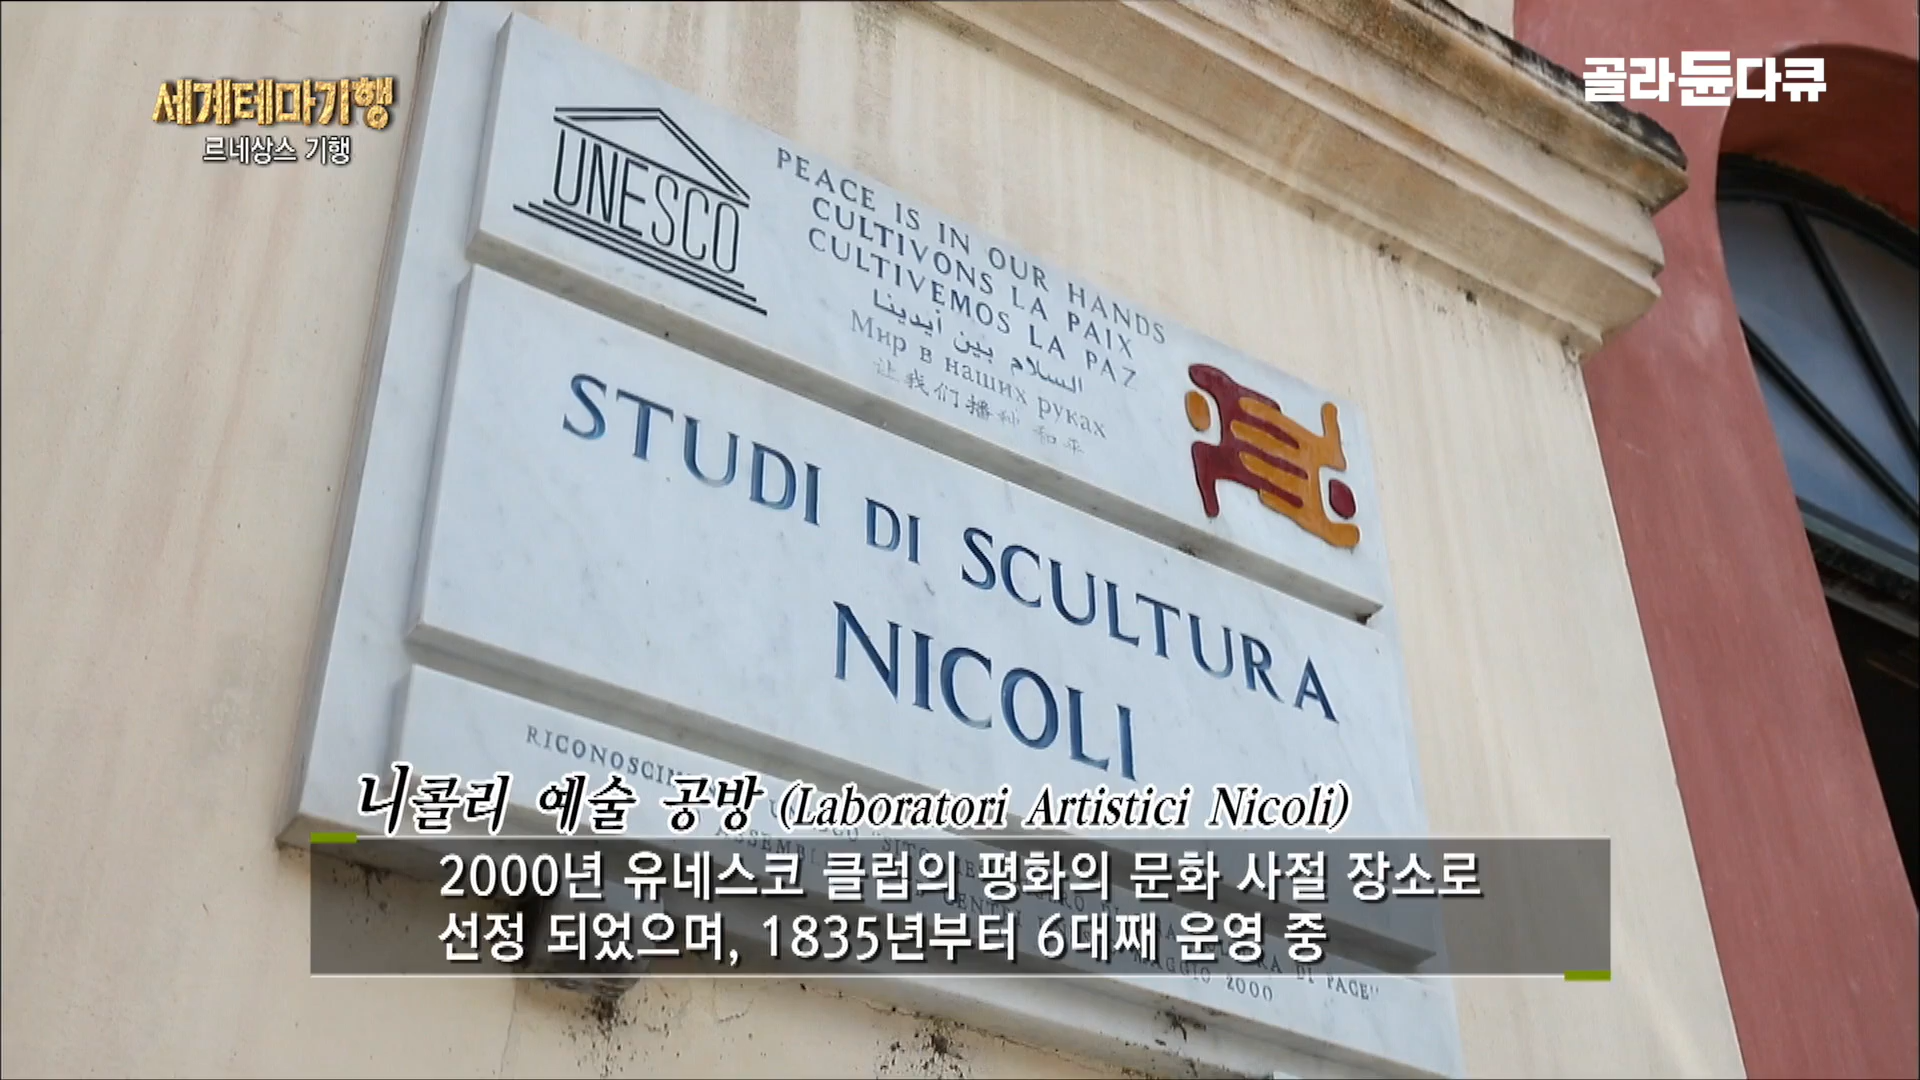 세계테마기행
르네상스 기행
골라듄다큐
UNESCO
PEACE IS IN OUR HANDS
CULTIVONS LA PAIX
CULTIVEMOS LA PAZ
السلام بين أيدينا
Мир в наших руках
让我们播种和平
STUDI DI SCULTURA
NICOLI
니콜리 예술 공방 (Laboratori Artistici Nicoli)
2000년 유네스코 클럽의 평화의 문화 사절 장소로
선정 되었으며, 1835년부터 6대째 운영 중
DI PACE"
MAGGIO 2000